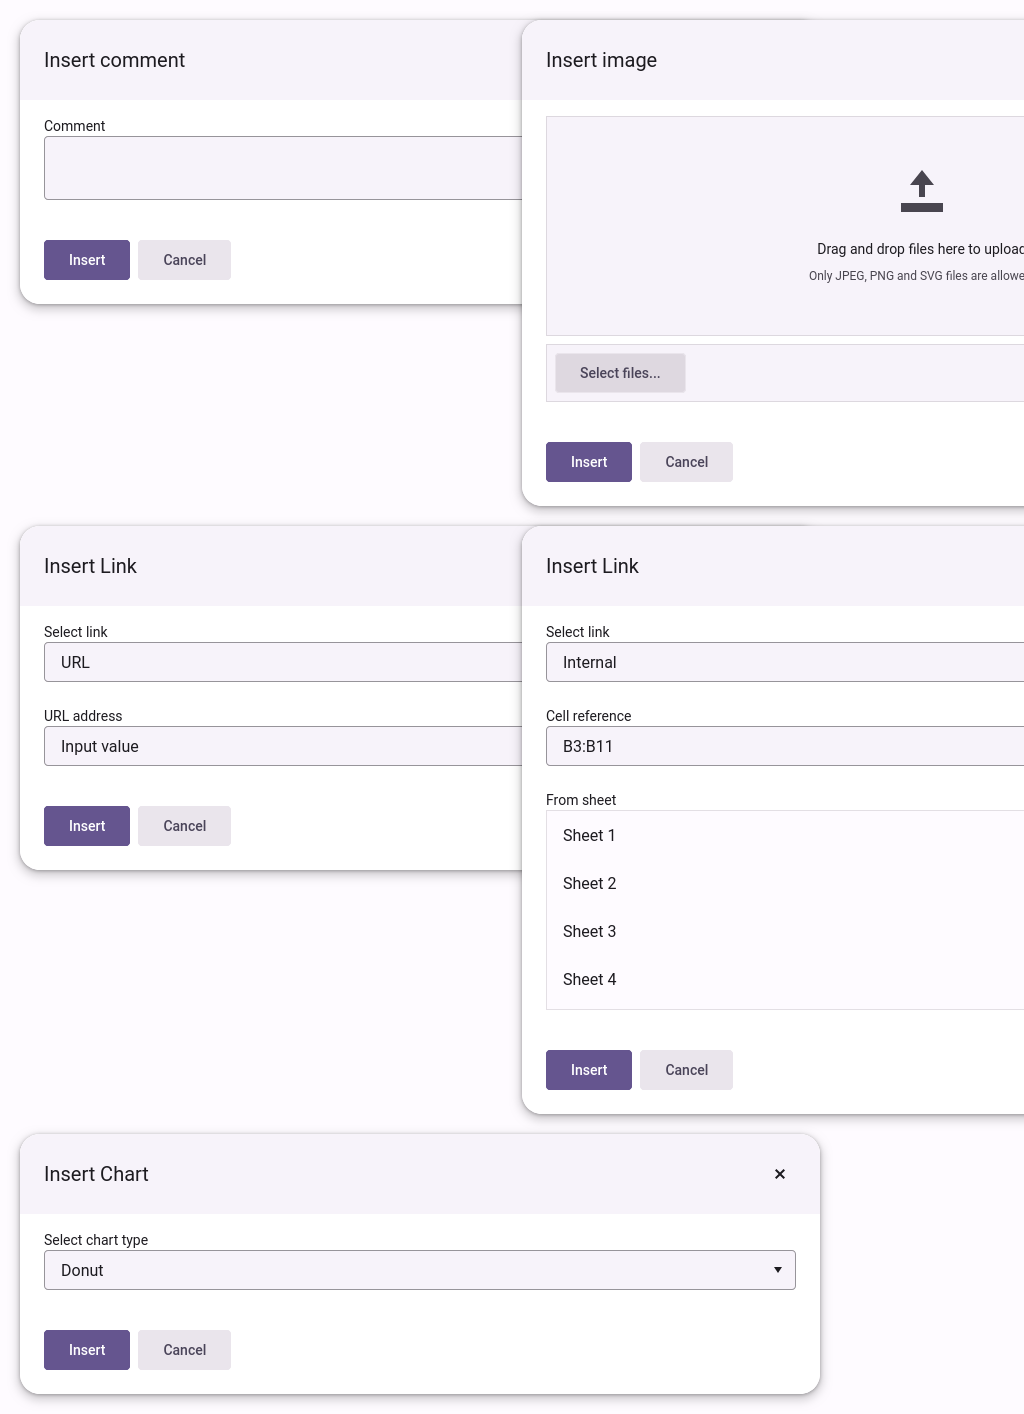 Insert comment
Comment
Insert Cancel
Insert image
Drag and drop files here to upload
Only JPEG, PNG and SVG files are
Select files...
Insert Cancel
Insert Link
Select link
URL
URL address
Input value
Insert Cancel
Insert Link
Select link
Internal
Cell reference
B3:B11
From sheet
Sheet 1
Sheet 2
Sheet 3
Sheet 4
Insert Cancel
Insert Chart
Select chart type
Donut
Insert Cancel